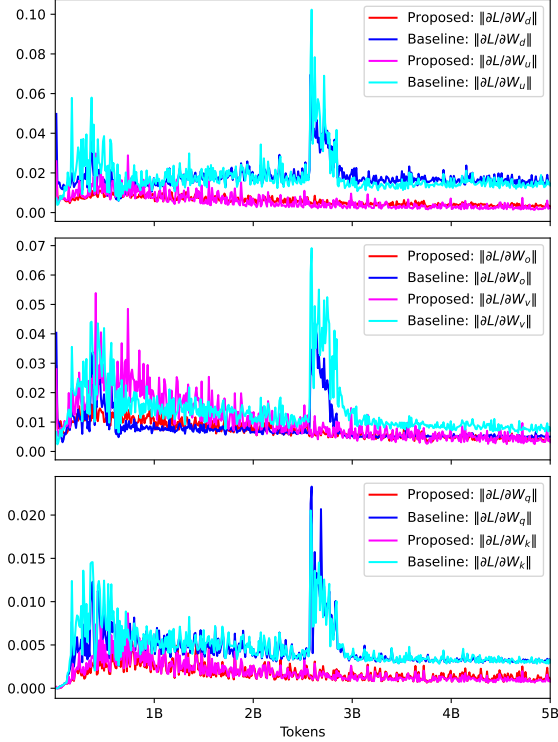 0.10
0.08
0.06
0.04
0.02
0.00
Proposed: ‖∂L/∂W_d‖
Baseline: ‖∂L/∂W_d‖
Proposed: ‖∂L/∂W_u‖
Baseline: ‖∂L/∂W_u‖
0.07
0.06
0.05
0.04
0.03
0.02
0.01
0.00
Proposed: ‖∂L/∂W_o‖
Baseline: ‖∂L/∂W_o‖
Proposed: ‖∂L/∂W_v‖
Baseline: ‖∂L/∂W_v‖
0.020
0.015
0.010
0.005
0.000
Proposed: ‖∂L/∂W_q‖
Baseline: ‖∂L/∂W_q‖
Proposed: ‖∂L/∂W_k‖
Baseline: ‖∂L/∂W_k‖
1B 2B 3B 4B 5B
Tokens